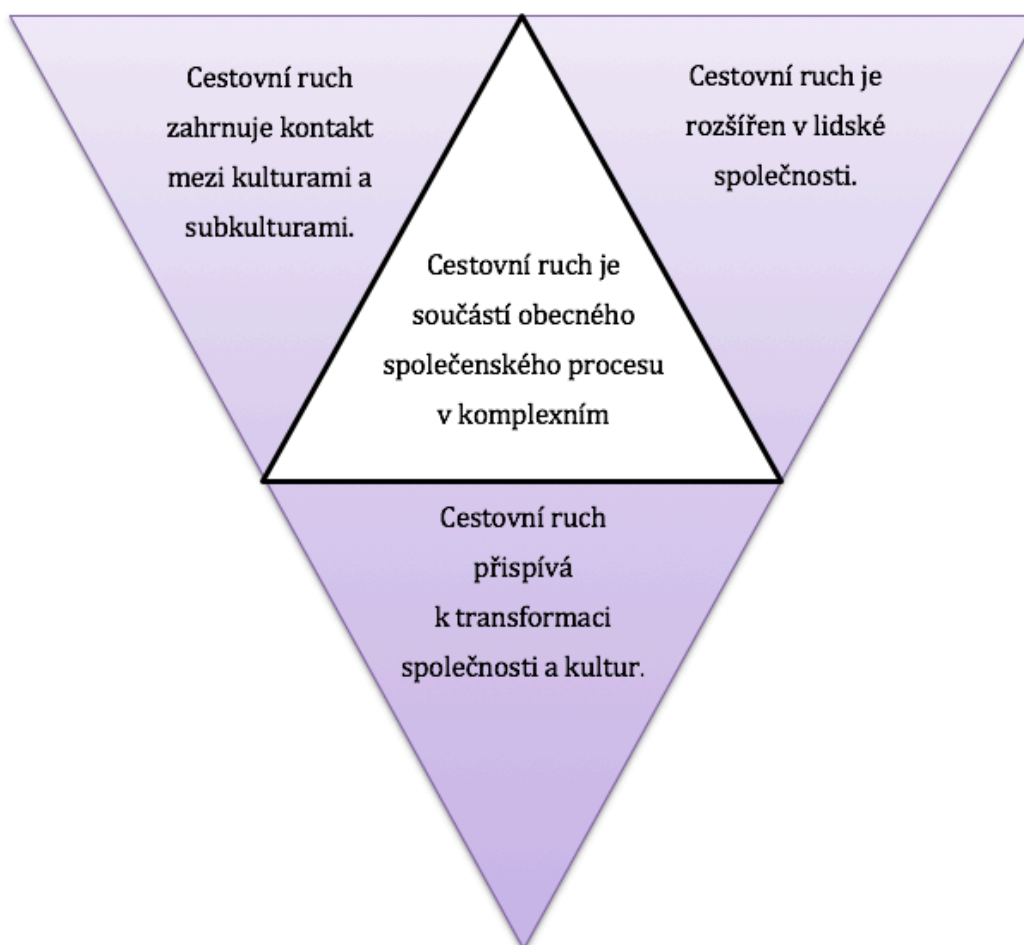 Cestovní ruch
zahrnuje kontakt
mezi kulturami a
subkulturami.
Cestovní ruch je
rozšířen v lidské
společnosti.
Cestovní ruch je
součástí obecného
společenského procesu
v komplexním
Cestovní ruch
přispívá
k transformaci
společnosti a kultur.